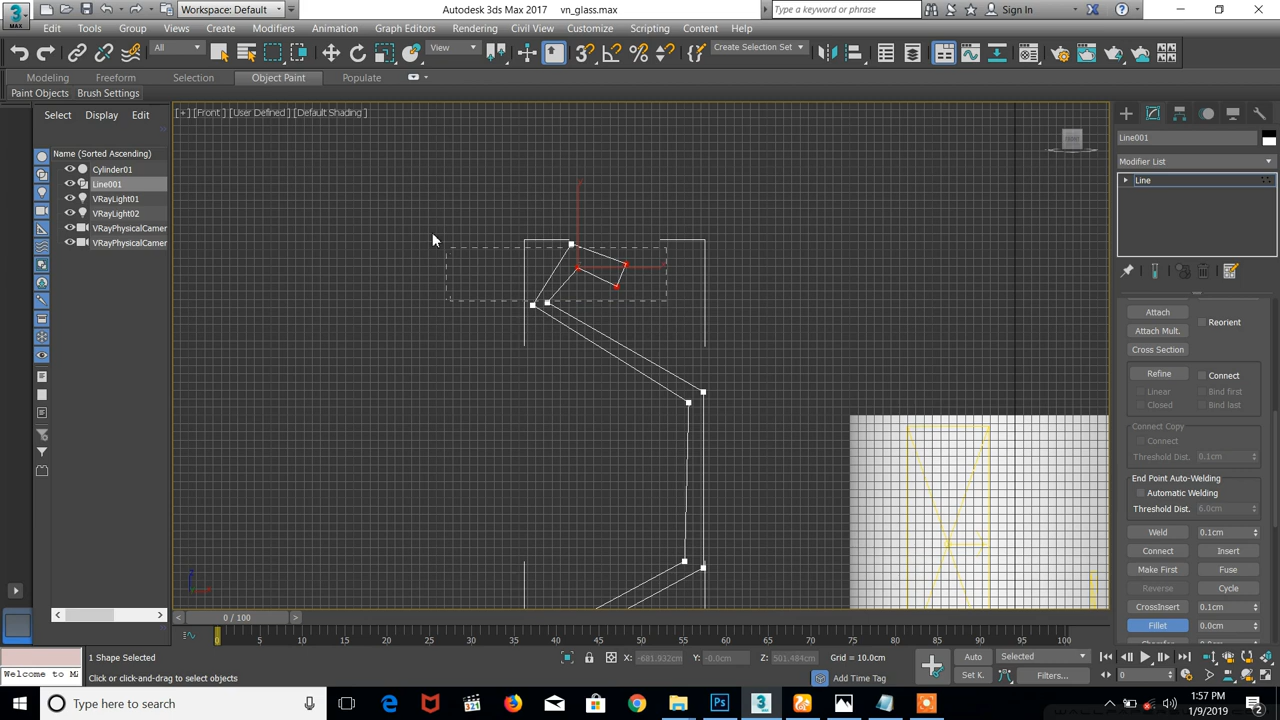 Workspace: Default
Autodesk 3ds Max 2017
vn_glass.max
Type a keyword or phrase
Sign In
MAX
Edit Tools Group Views Create Modifiers Animation Graph Editors Rendering Civil View Customize Scripting Content Help
All
View
Create Selection Set
Modeling Freeform Selection Object Paint Populate
Paint Objects Brush Settings
Select Display Edit
[+] [Front ] [User Defined ] [Default Shading ]
Name (Sorted Ascending)
Cylinder01
Line001
VRayLight01
VRayLight02
VRayPhysicalCamer
VRayPhysicalCamer
Line001
Modifier List
Line
Attach
Attach Mult.
Reorient
Cross Section
Refine
Connect
Linear
Bind first
Closed
Bind last
Connect Copy
Connect
Threshold Dist. 0.1cm
End Point Auto-Welding
Automatic Welding
Threshold Dist. 6.0cm
Weld 0.1cm
Connect Insert
Make First Fuse
Reverse Cycle
CrossInsert 0.1cm
Fillet 0.0cm
0 / 100
0 5 10 15 20 25 30 35 40 45 50 55 60 65 70 75 80 85 90 95 100
1 Shape Selected
X: -681.932cm Y: -0.0cm Z: 501.484cm Grid = 10.0cm
Auto Selected
Welcome to M
Click or click-and-drag to select objects
Add Time Tag
Set K. Filters...
0
Type here to search
1:57 PM
1/9/2019